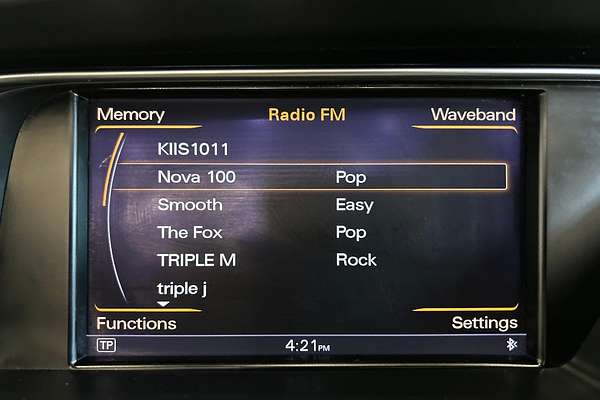 Memory Radio FM Waveband
KIIS1011
Nova 100 Pop
Smooth Easy
The Fox Pop
TRIPLE M Rock
triple j
Functions Settings
TP 4:21PM